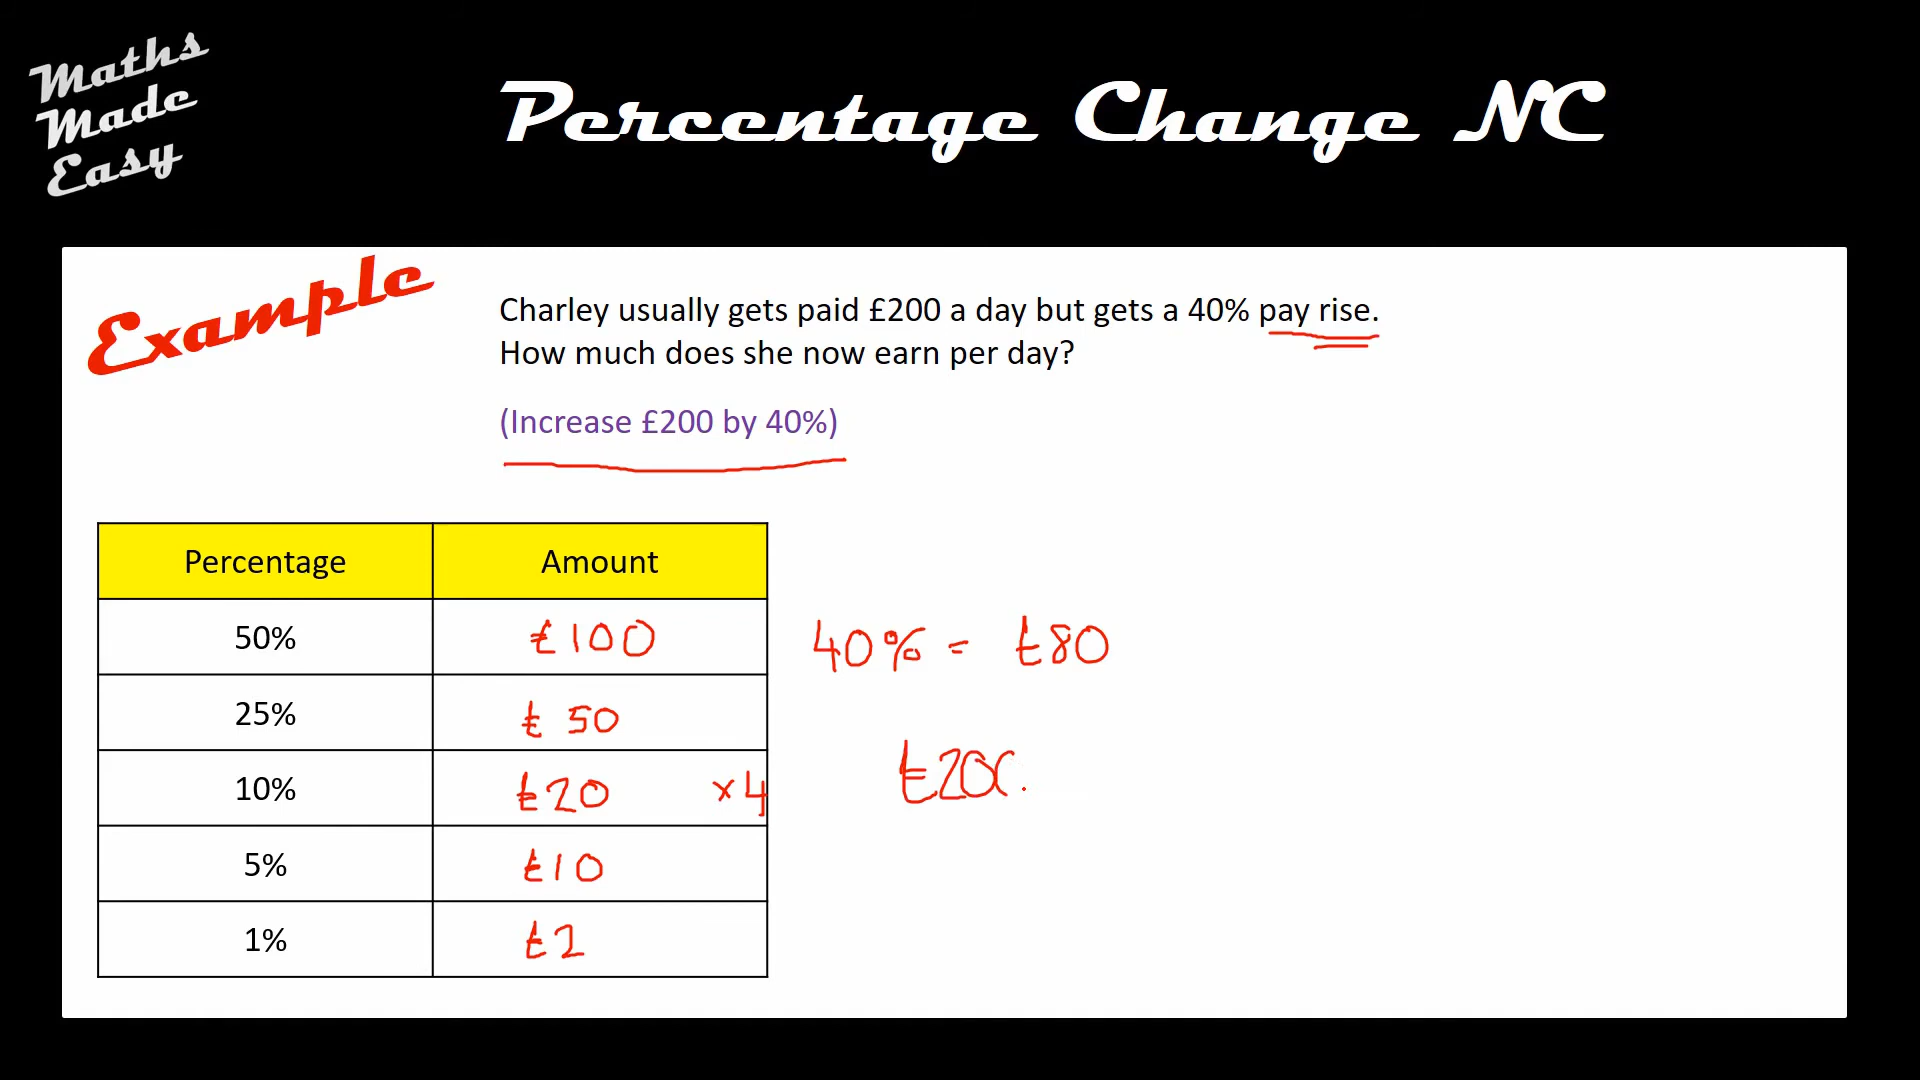 Maths
Made
Easy
Percentage Change NC
Example
Charley usually gets paid £200 a day but gets a 40% pay rise.
How much does she now earn per day?
(Increase £200 by 40%)
Percentage Amount
50% £100
25% £50
10% £20 ×4
5% £10
1% £2
40% = £80
£200